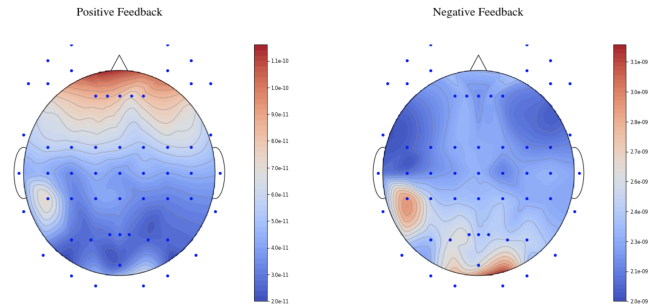 Positive Feedback
Negative Feedback
1.1e-10
1.0e-10
9.0e-11
8.0e-11
7.0e-11
6.0e-11
5.0e-11
4.0e-11
3.0e-11
2.0e-11
3.1e-09
3.0e-09
2.9e-09
2.8e-09
2.6e-09
2.5e-09
2.4e-09
2.2e-09
2.1e-09
2.0e-09